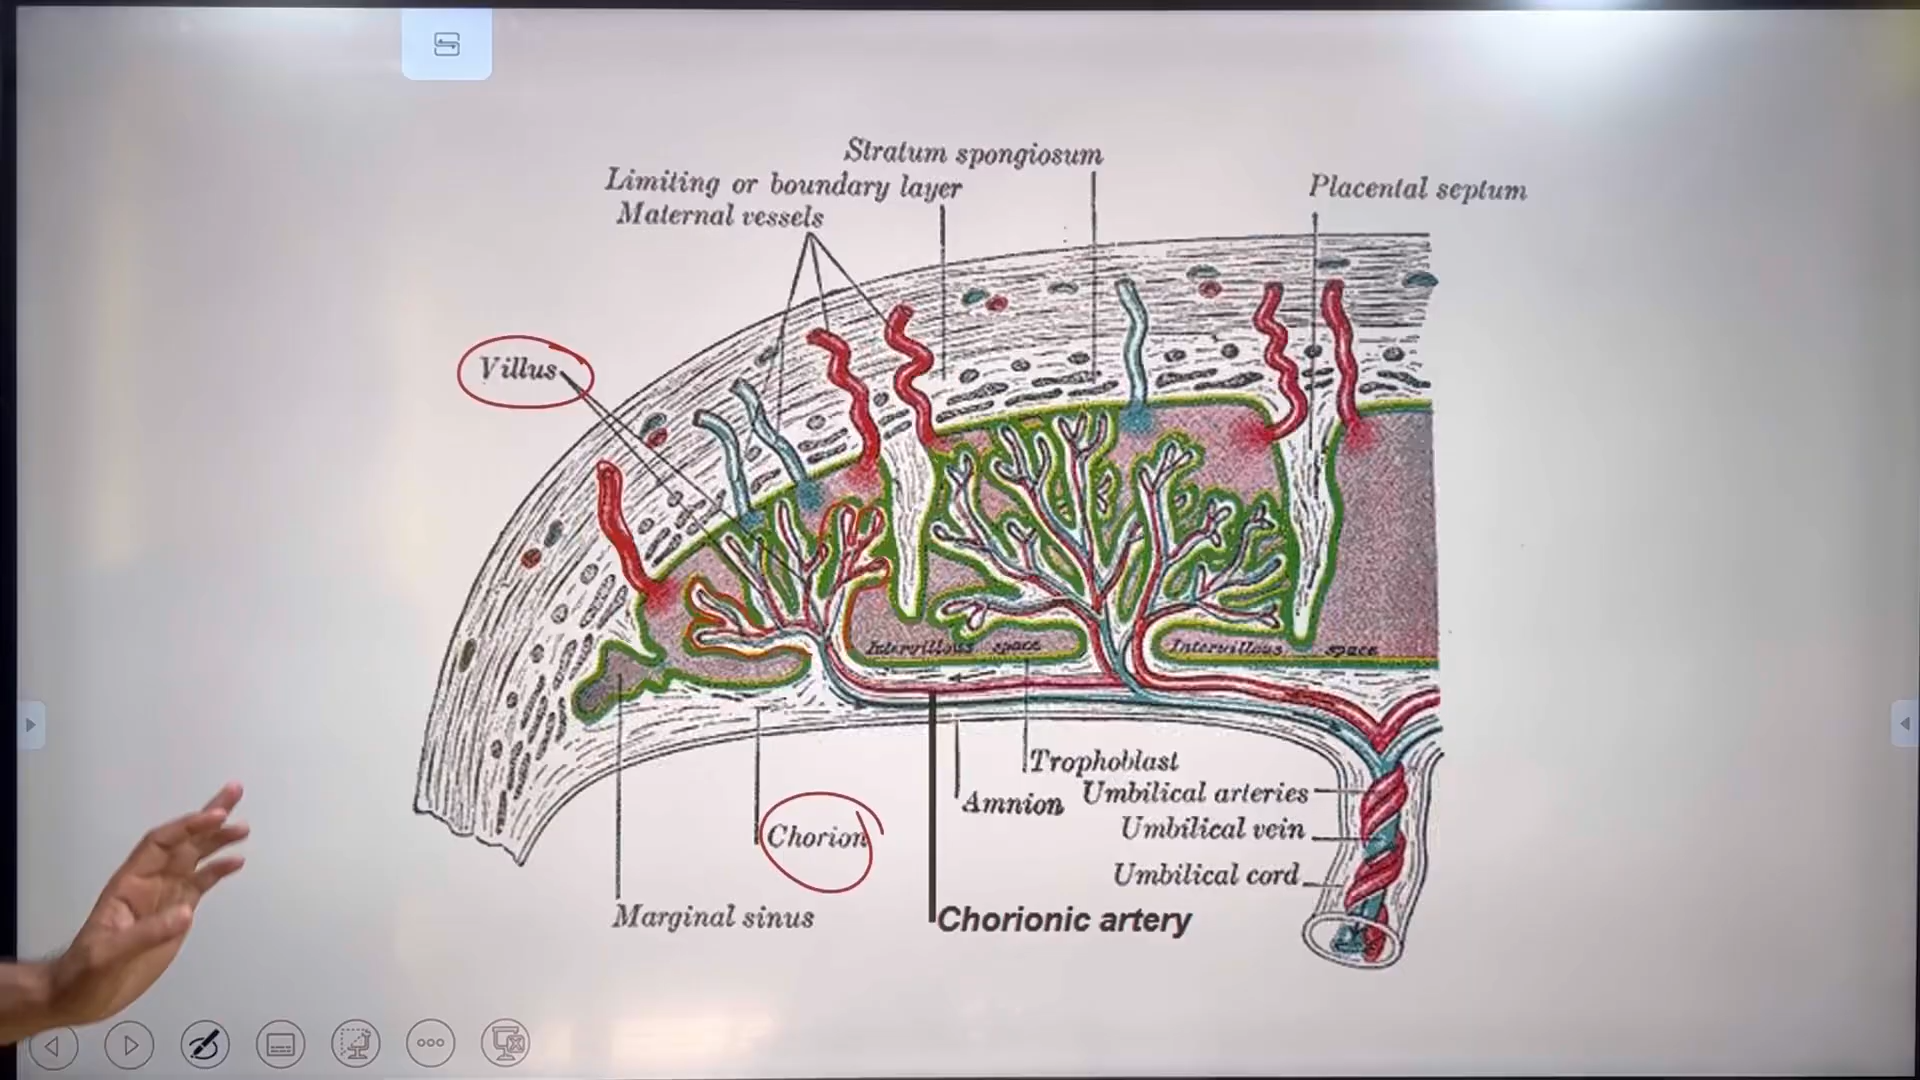 Stratum spongiosum
Limiting or boundary layer
Maternal vessels
Placental septum
Villus
Intervillous space
Intervillous space
Trophoblast
Amnion
Umbilical arteries
Umbilical vein
Chorion
Umbilical cord
Marginal sinus
Chorionic artery